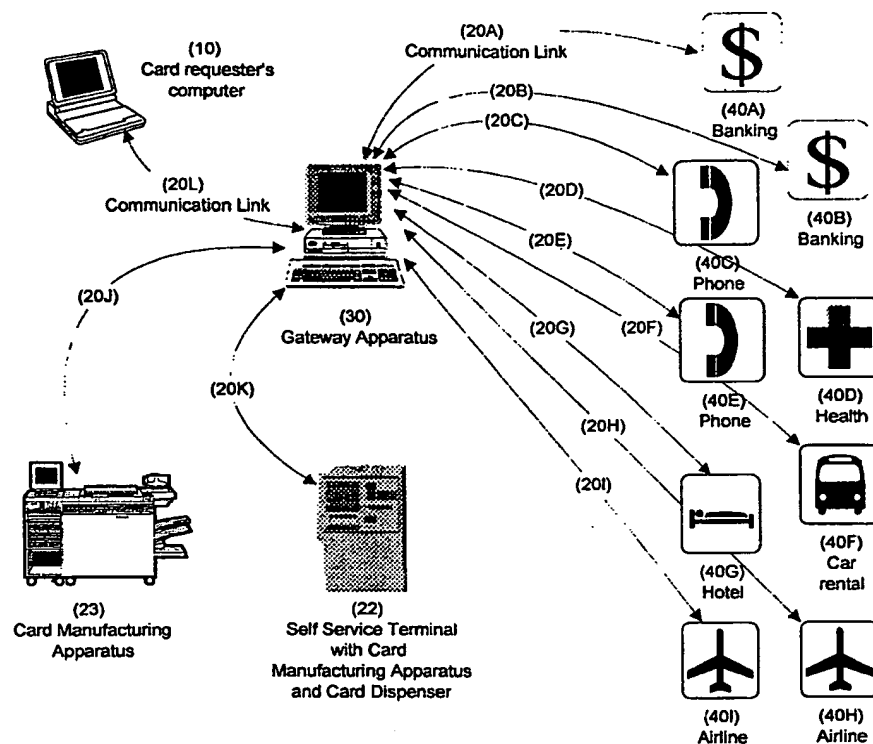 (10)
Card requester's
computer
(20A)
Communication Link
$
(40A)
Banking
(20B)
(20C)
$
(40B)
Banking
(20L)
Communication Link
(20D)
(40C)
Phone
(20E)
(20J)
(30)
Gateway Apparatus
(20G)
(20F)
(20K)
(40E)
Phone
(40D)
Health
(20H)
(20I)
(40F)
Car
rental
(40G)
Hotel
(23)
Card Manufacturing
Apparatus
(22)
Self Service Terminal
with Card
Manufacturing Apparatus
and Card Dispenser
(40I)
Airline
(40H)
Airline